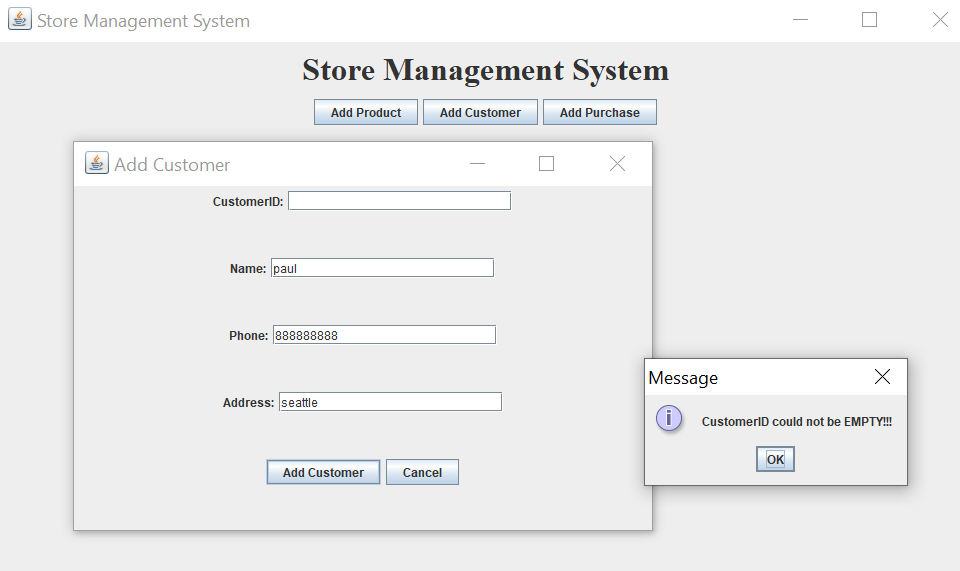 Store Management System
Store Management System
Add Product Add Customer Add Purchase
Add Customer
CustomerID:
Name: paul
Phone: 888888888
Address: seattle
Add Customer Cancel
Message
CustomerID could not be EMPTY!!!
OK